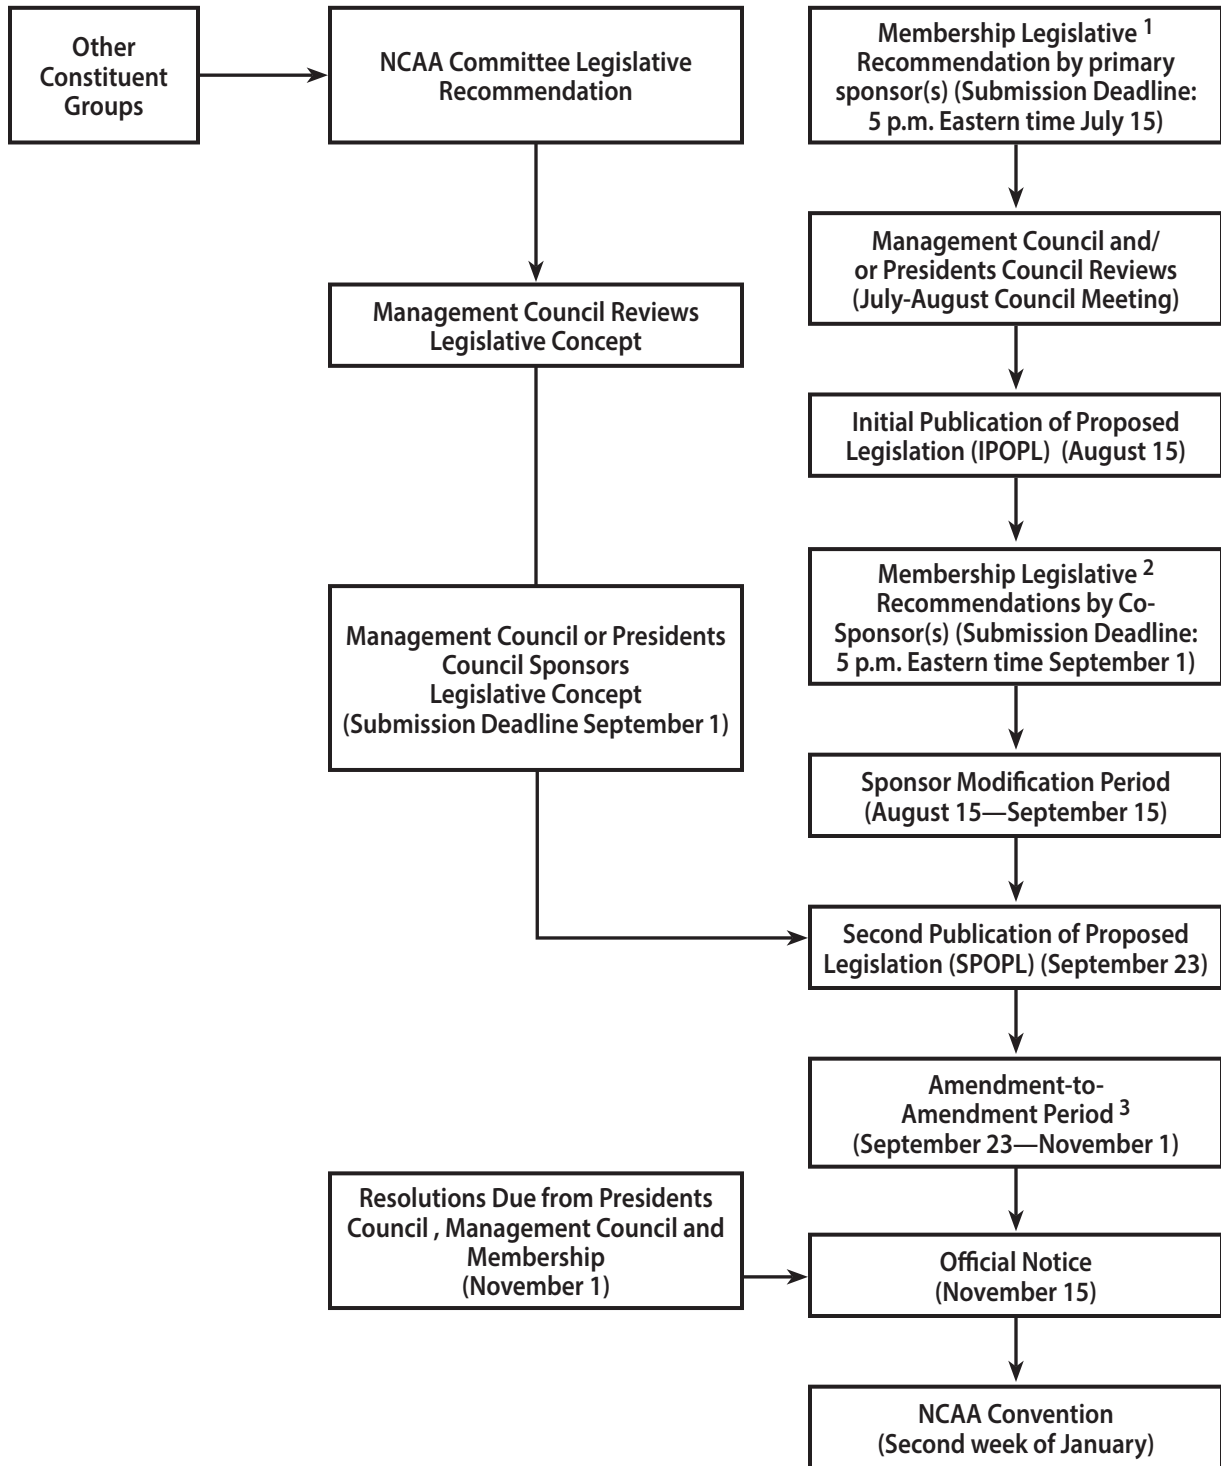 Other
Constituent
Groups
NCAA Committee Legislative
Recommendation
Membership Legislative 1
Recommendation by primary
sponsor(s) (Submission Deadline:
5 p.m. Eastern time July 15)
Management Council and/
or Presidents Council Reviews
(July-August Council Meeting)
Management Council Reviews
Legislative Concept
Initial Publication of Proposed
Legislation (IPOPL) (August 15)
Membership Legislative 2
Recommendations by Co-
Sponsor(s) (Submission Deadline:
5 p.m. Eastern time September 1)
Management Council or Presidents
Council Sponsors
Legislative Concept
(Submission Deadline September 1)
Sponsor Modification Period
(August 15—September 15)
Second Publication of Proposed
Legislation (SPOPL) (September 23)
Amendment-to-
Amendment Period 3
(September 23—November 1)
Resolutions Due from Presidents
Council , Management Council and
Membership
(November 1)
Official Notice
(November 15)
NCAA Convention
(Second week of January)